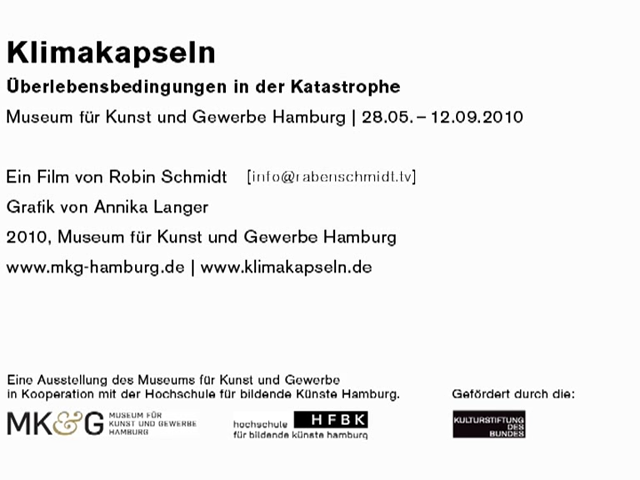 Klimakapseln
Überlebensbedingungen in der Katastrophe
Museum für Kunst und Gewerbe Hamburg | 28.05. – 12.09.2010
Ein Film von Robin Schmidt [info@rabenschmidt.tv]
Grafik von Annika Langer
2010, Museum für Kunst und Gewerbe Hamburg
www.mkg-hamburg.de | www.klimakapseln.de
Eine Ausstellung des Museums für Kunst und Gewerbe
in Kooperation mit der Hochschule für bildende Künste Hamburg.
Gefördert durch die:
MK&G MUSEUM FÜR
KUNST UND GEWERBE
HAMBURG
hochschule HFBK
für bildende künste hamburg
KULTURSTIFTUNG
DES
BUNDES